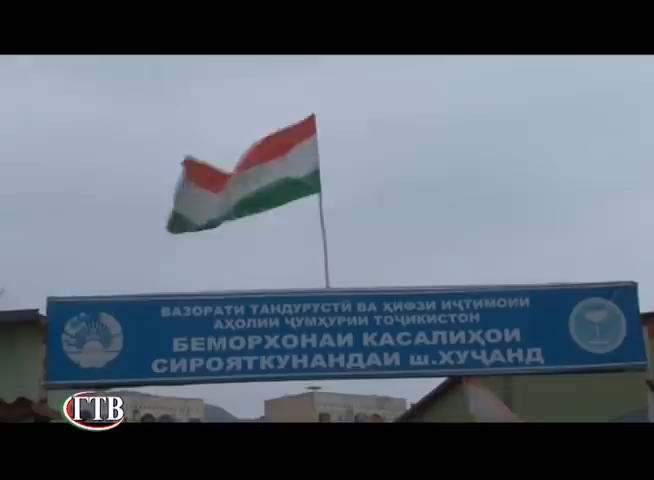 ВАЗОРАТИ ТАНДУРУСТӢ ВА ҲИФЗИ ИҶТИМОИИ
АҲОЛИИ ҶУМҲУРИИ ТОҶИКИСТОН
БЕМОРХОНАИ КАСАЛИҲОИ
СИРОЯТКУНАНДАИ ш.ХУҶАНД
ГТВ